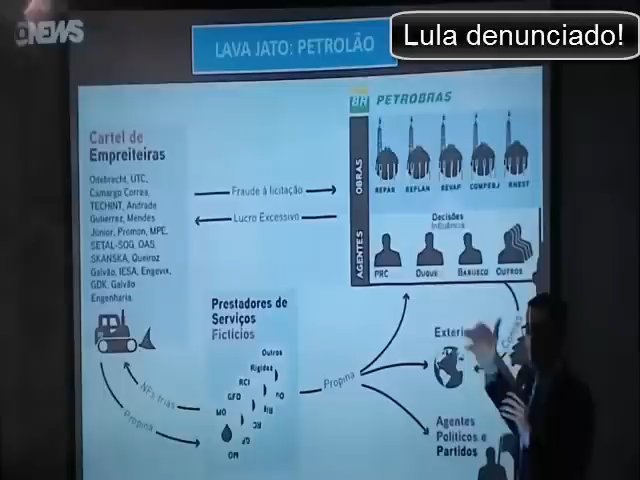 NEWS
LAVA JATO: PETROLÃO
Lula denunciado!
BR PETROBRAS
Cartel de
Empreiteiras
Odebrecht, UTC,
Camargo Correa,
TECHINT, Andrade
Gutierrez, Mendes
Júnior, Promon, MPE,
SETAL-SOG, OAS,
SKANSKA, Queiroz
Galvão, IESA, Engevix,
GDK, Galvão
Engenharia.
Fraude à licitação
Lucro Excessivo
OBRAS
REPAR REPLAN REVAP COMPERJ RNEST
Decisões
Influência
AGENTES
PRC DUQUE BARUSCO OUTROS
Prestadores de
Serviços
Fictícios
Outros
Rigidez
RCI
GFD
MO
NFs frias
Propina
Propina
Agentes
Políticos e
Partidos